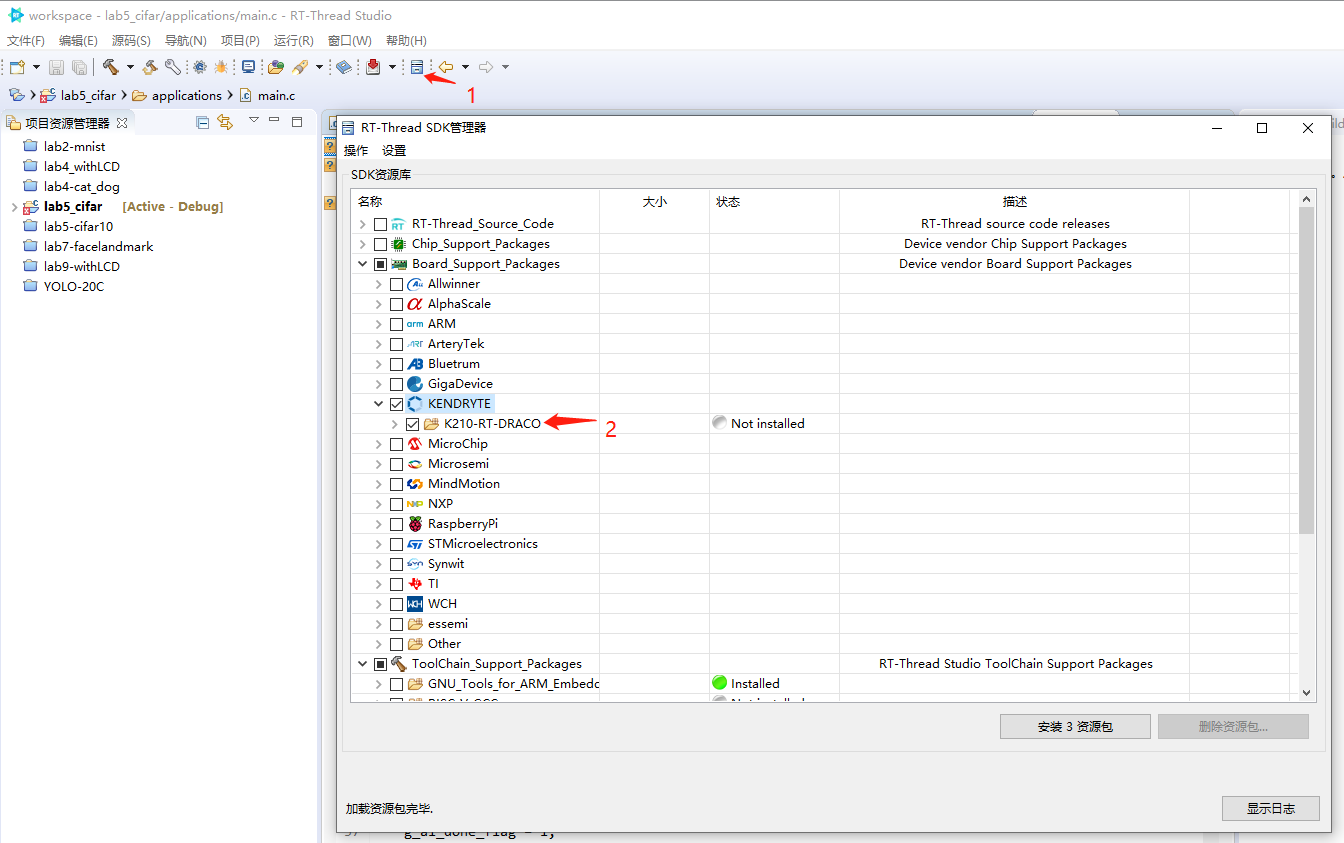 workspace - lab5_cifar/applications/main.c - RT-Thread Studio
文件(F) 编辑(E) 源码(S) 导航(N) 项目(P) 运行(R) 窗口(W) 帮助(H)
1
lab5_cifar applications main.c
项目资源管理器
lab2-mnist
lab4_withLCD
lab4-cat_dog
lab5_cifar [Active - Debug]
lab5-cifar10
lab7-facelandmark
lab9-withLCD
YOLO-20C
RT-Thread SDK管理器
操作 设置
SDK资源库
名称 大小 状态 描述
RT-Thread_Source_Code RT-Thread source code releases
Chip_Support_Packages Device vendor Chip Support Packages
Board_Support_Packages Device vendor Board Support Packages
Allwinner
AlphaScale
arm ARM
ArteryTek
Bluetrum
GigaDevice
KENDRYTE
K210-RT-DRACO 2 Not installed
MicroChip
Microsemi
MindMotion
NXP
RaspberryPi
STMicroelectronics
Synwit
TI
WCH
essemi
Other
ToolChain_Support_Packages RT-Thread Studio ToolChain Support Packages
GNU_Tools_for_ARM_Embedd Installed
安装 3 资源包 删除资源包...
加载资源包完毕.
显示日志